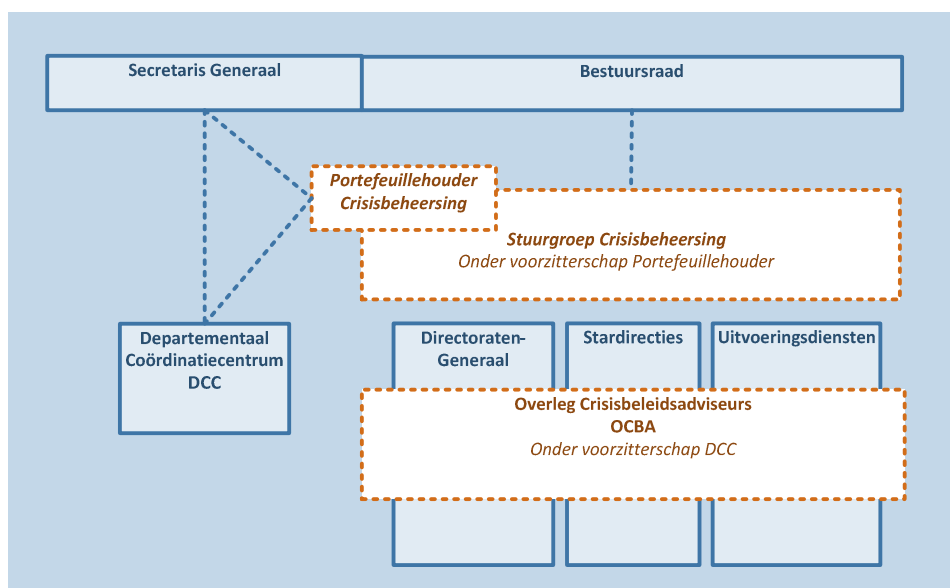 Secretaris Generaal
Bestuursraad
Portefeuillehouder
Crisisbeheersing
Stuurgroep Crisisbeheersing
Onder voorzitterschap Portefeuillehouder
Departementaal
Coördinatiecentrum
DCC
Directoraten-
Generaal
Stardirecties
Uitvoeringsdiensten
Overleg Crisisbeleidsadviseurs
OCBA
Onder voorzitterschap DCC